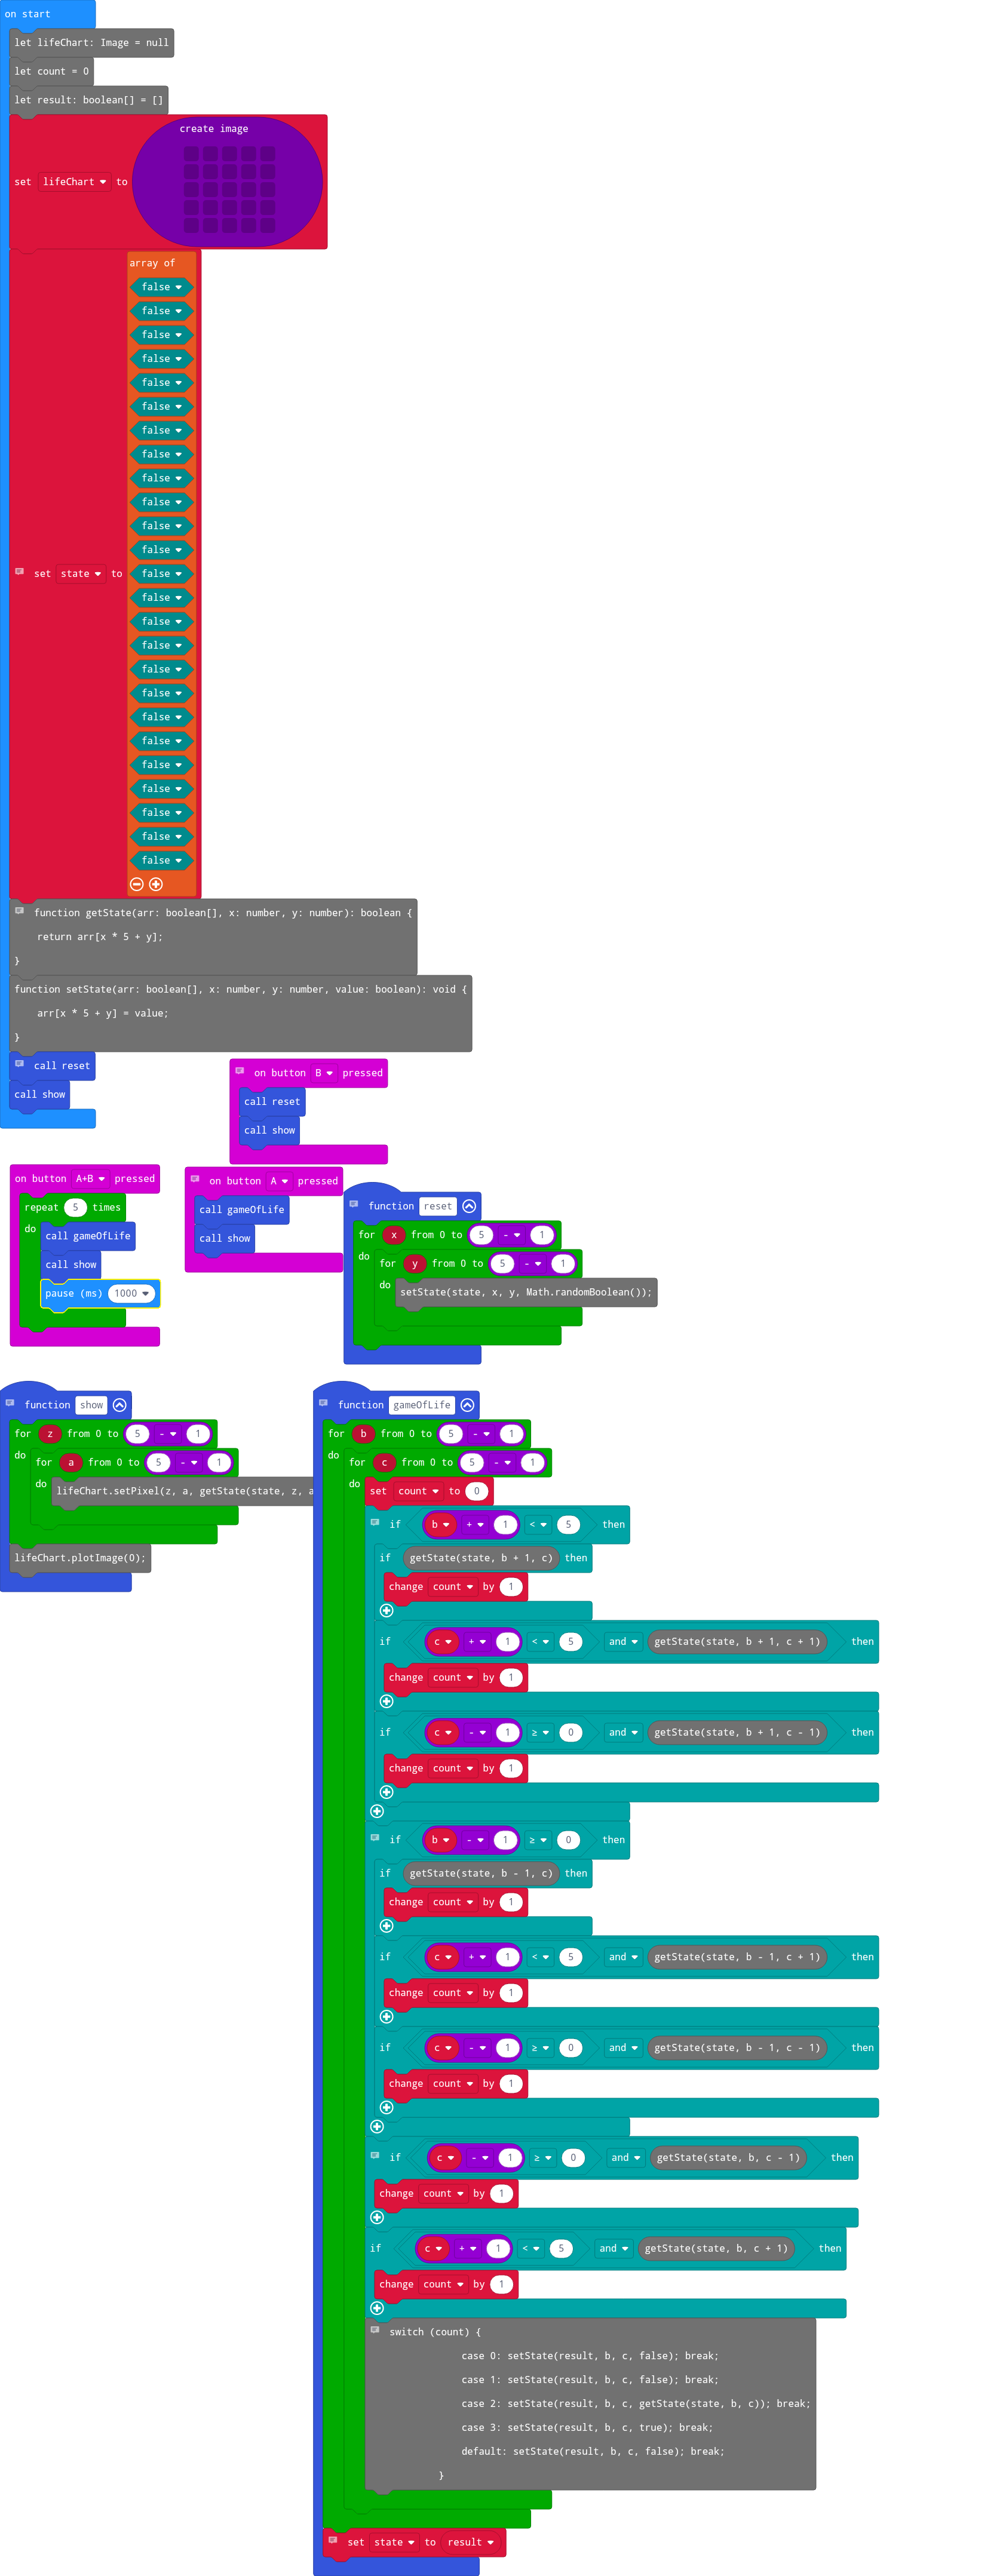 on start
let lifeChart: Image = null
let count = 0
let result: boolean[] = []
create image
set lifeChart to
array of
false
false
false
false
false
false
false
false
false
false
false
false
set state to false
false
false
false
false
false
false
false
false
false
false
false
false
function getState(arr: boolean[], x: number, y: number): boolean {
return arr[x * 5 + y];
}
function setState(arr: boolean[], x: number, y: number, value: boolean): void {
arr[x * 5 + y] = value;
}
call reset
call show
on button B pressed
call reset
call show
on button A+B pressed
repeat 5 times
do call gameOfLife
call show
pause (ms) 1000
on button A pressed
call gameOfLife
call show
function reset
for x from 0 to 5 - 1
do for y from 0 to 5 - 1
do setState(state, x, y, Math.randomBoolean());
function show
for z from 0 to 5 - 1
do for a from 0 to 5 - 1
do lifeChart.setPixel(z, a, getState(state, z, a
lifeChart.plotImage(0);
function gameOfLife
for b from 0 to 5 - 1
do for c from 0 to 5 - 1
do set count to 0
if b + 1 < 5 then
if getState(state, b + 1, c) then
change count by 1
if c + 1 < 5 and getState(state, b + 1, c + 1) then
change count by 1
if c - 1 ≥ 0 and getState(state, b + 1, c - 1) then
change count by 1
if b - 1 ≥ 0 then
if getState(state, b - 1, c) then
change count by 1
if c + 1 < 5 and getState(state, b - 1, c + 1) then
change count by 1
if c - 1 ≥ 0 and getState(state, b - 1, c - 1) then
change count by 1
if c - 1 ≥ 0 and getState(state, b, c - 1) then
change count by 1
if c + 1 < 5 and getState(state, b, c + 1) then
change count by 1
switch (count) {
case 0: setState(result, b, c, false); break;
case 1: setState(result, b, c, false); break;
case 2: setState(result, b, c, getState(state, b, c)); break;
case 3: setState(result, b, c, true); break;
default: setState(result, b, c, false); break;
}
set state to result